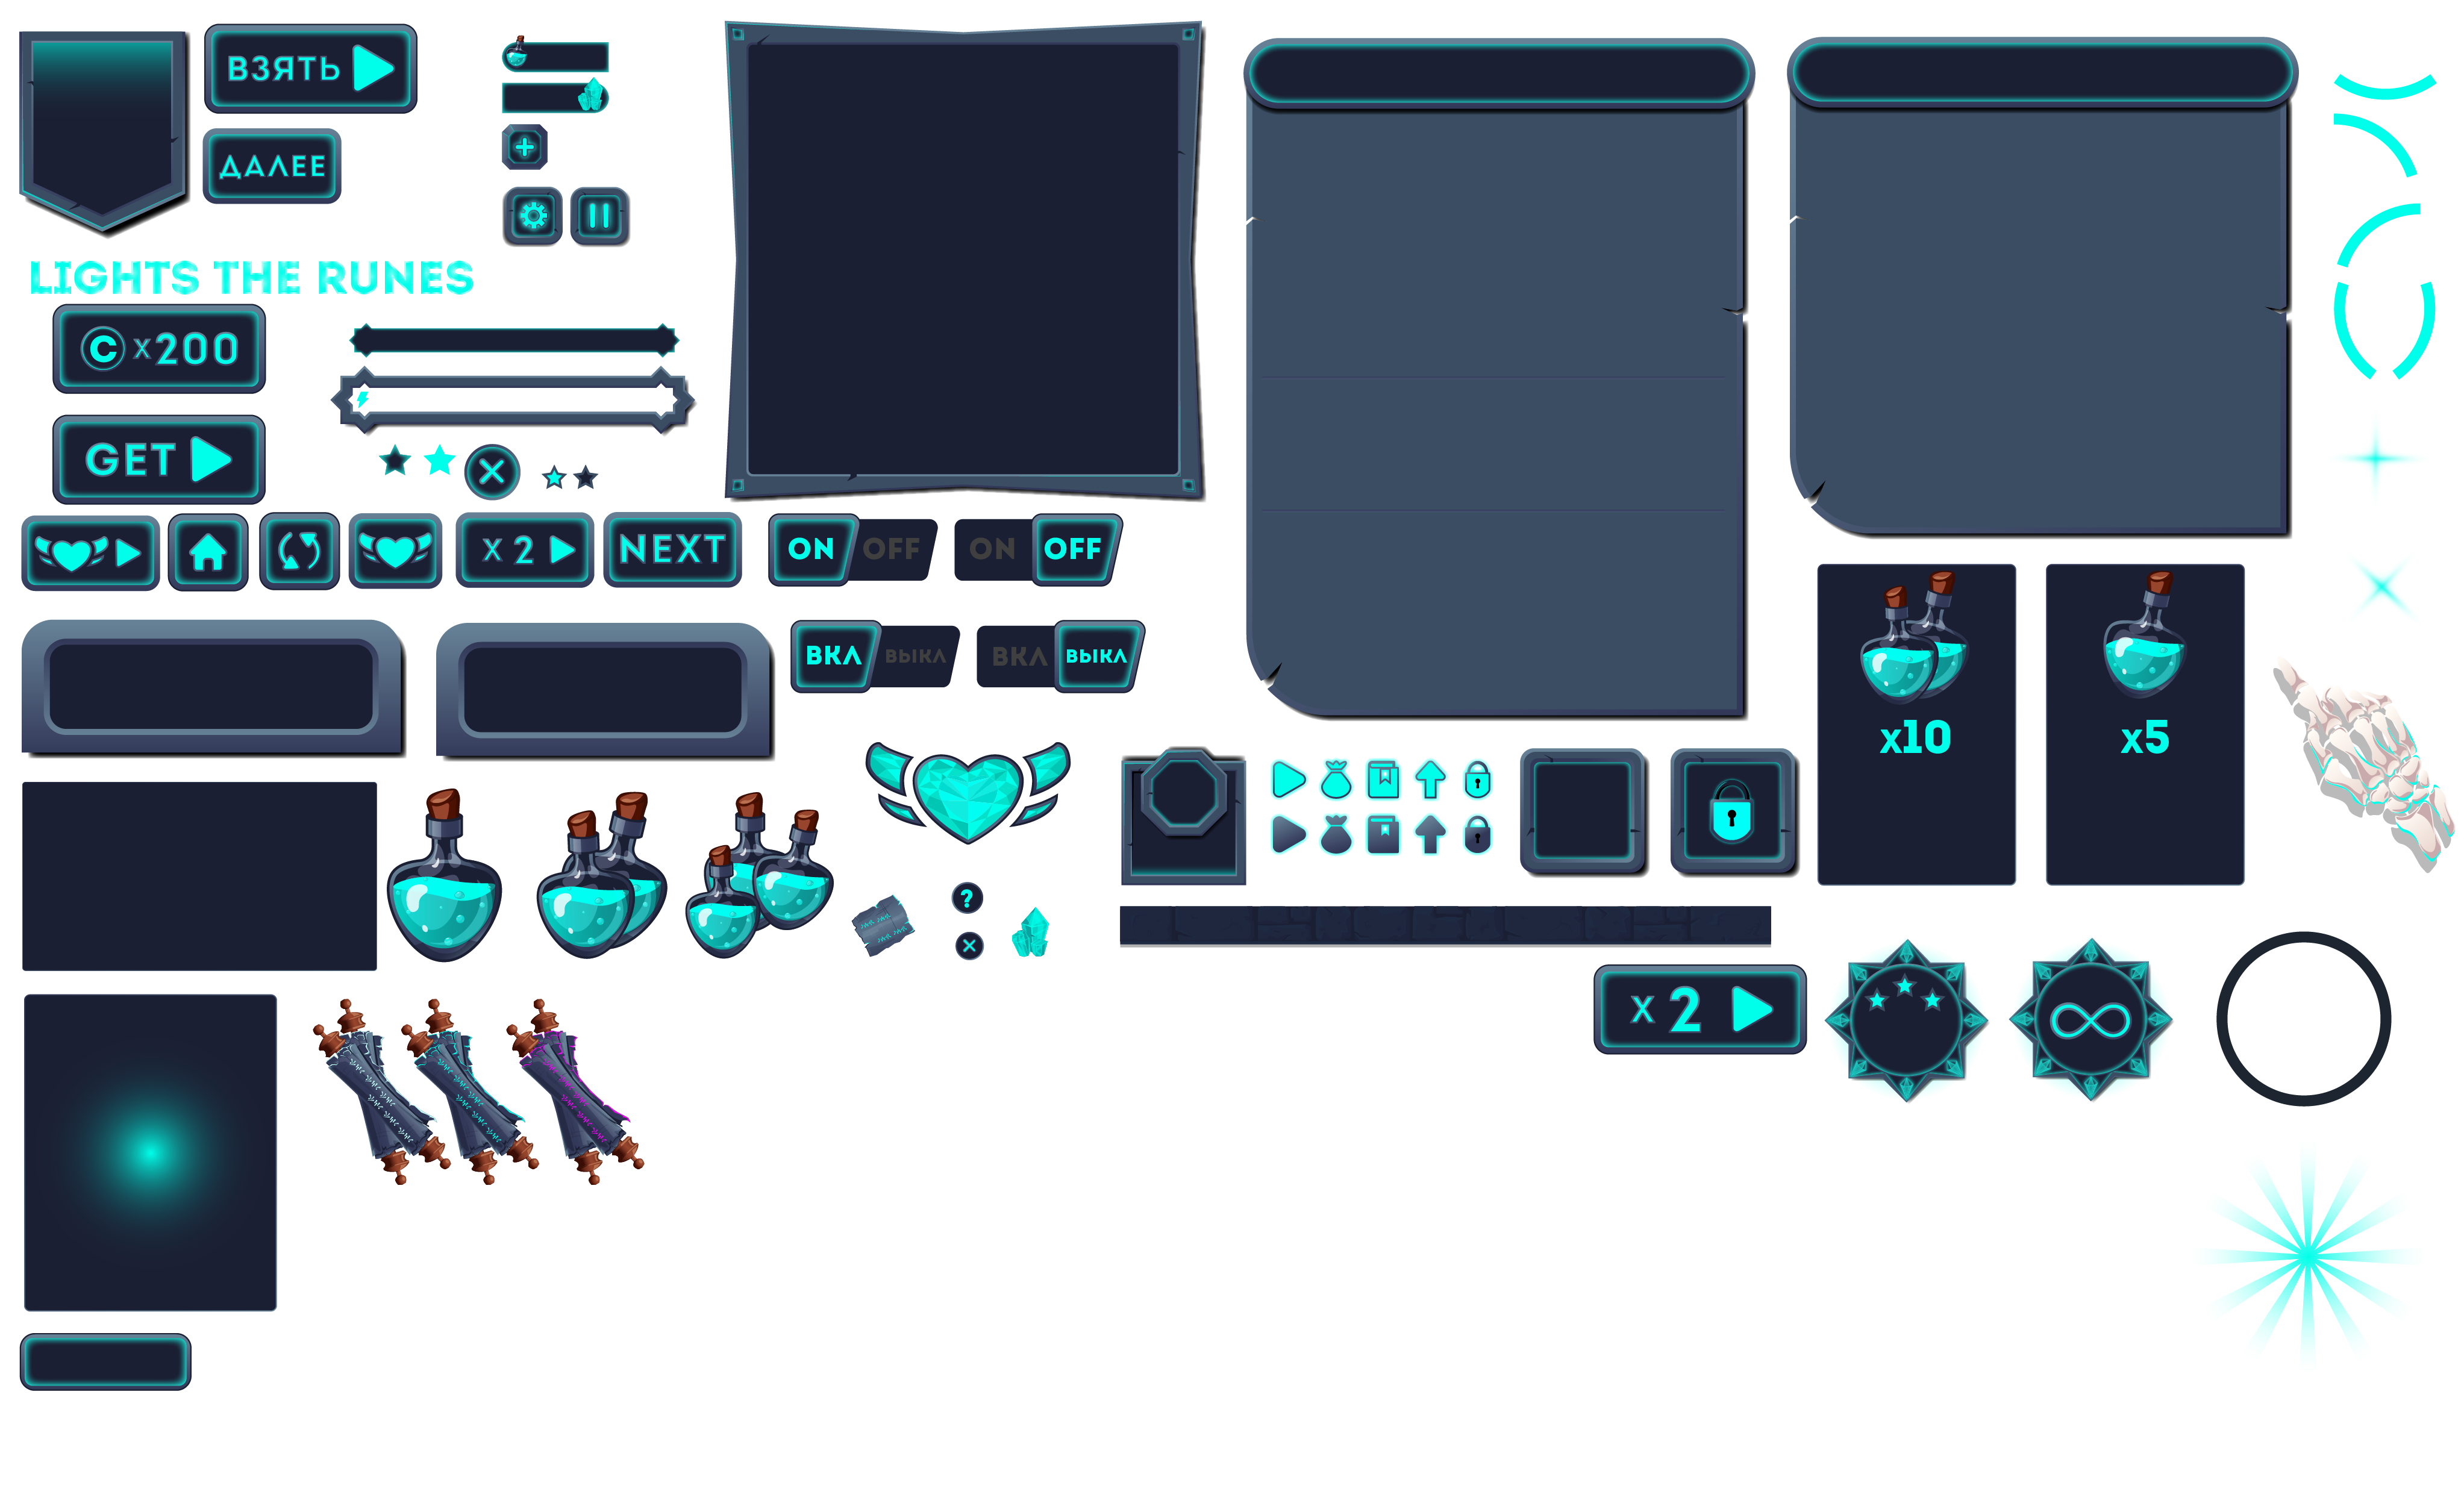 ВЗЯТЬ
ДАЛЕЕ
LIGHTS THE RUNES
C x200
GET
x 2
NEXT
ON OFF
ON OFF
ВКЛ ВЫКЛ
ВКЛ ВЫКЛ
x10
x5
?
x 2